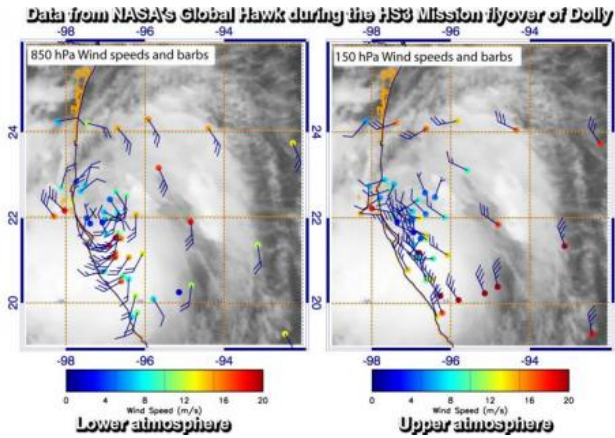 Data from NASA's Global Hawk during the HS3 Mission flyover of Dolly
-98 -96 -94 -98 -96 -94
850 hPa Wind speeds and barbs 150 hPa Wind speeds and barbs
24 24 24
22 22 22
20 20 20
-98 -96 -94 -98 -96 -94
0 4 8 12 16 20 0 4 8 12 16 20
Wind Speed (m/s) Wind Speed (m/s)
Lower atmosphere Upper atmosphere